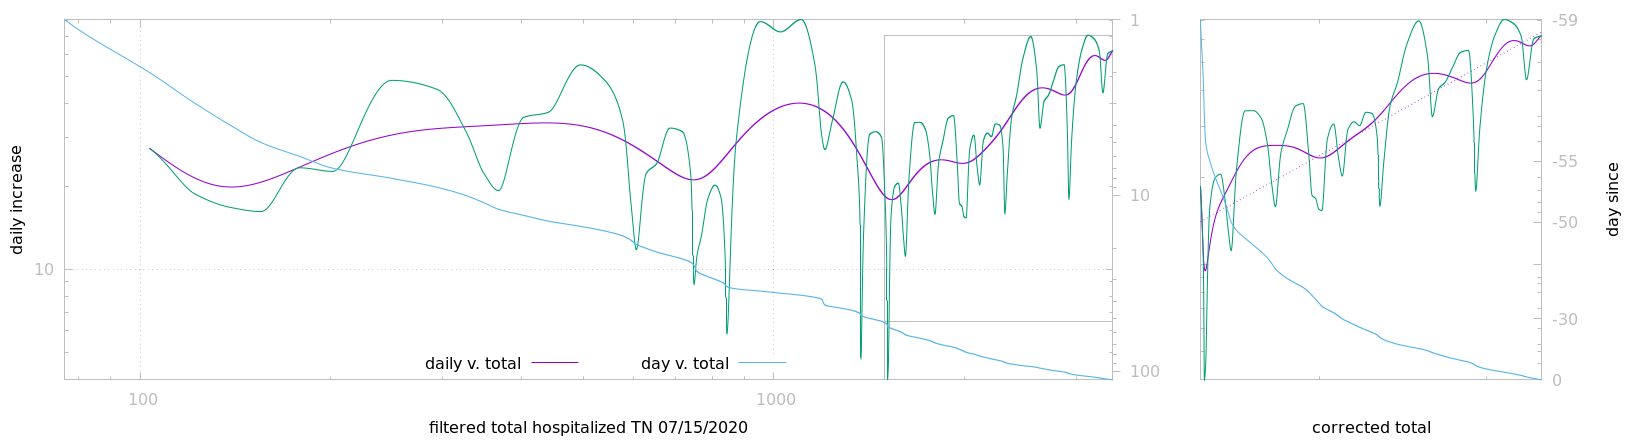 1
-59
daily increase
-55
10
-50
day since
10
-30
daily v. total
day v. total
100
0
100
1000
filtered total hospitalized TN 07/15/2020
corrected total